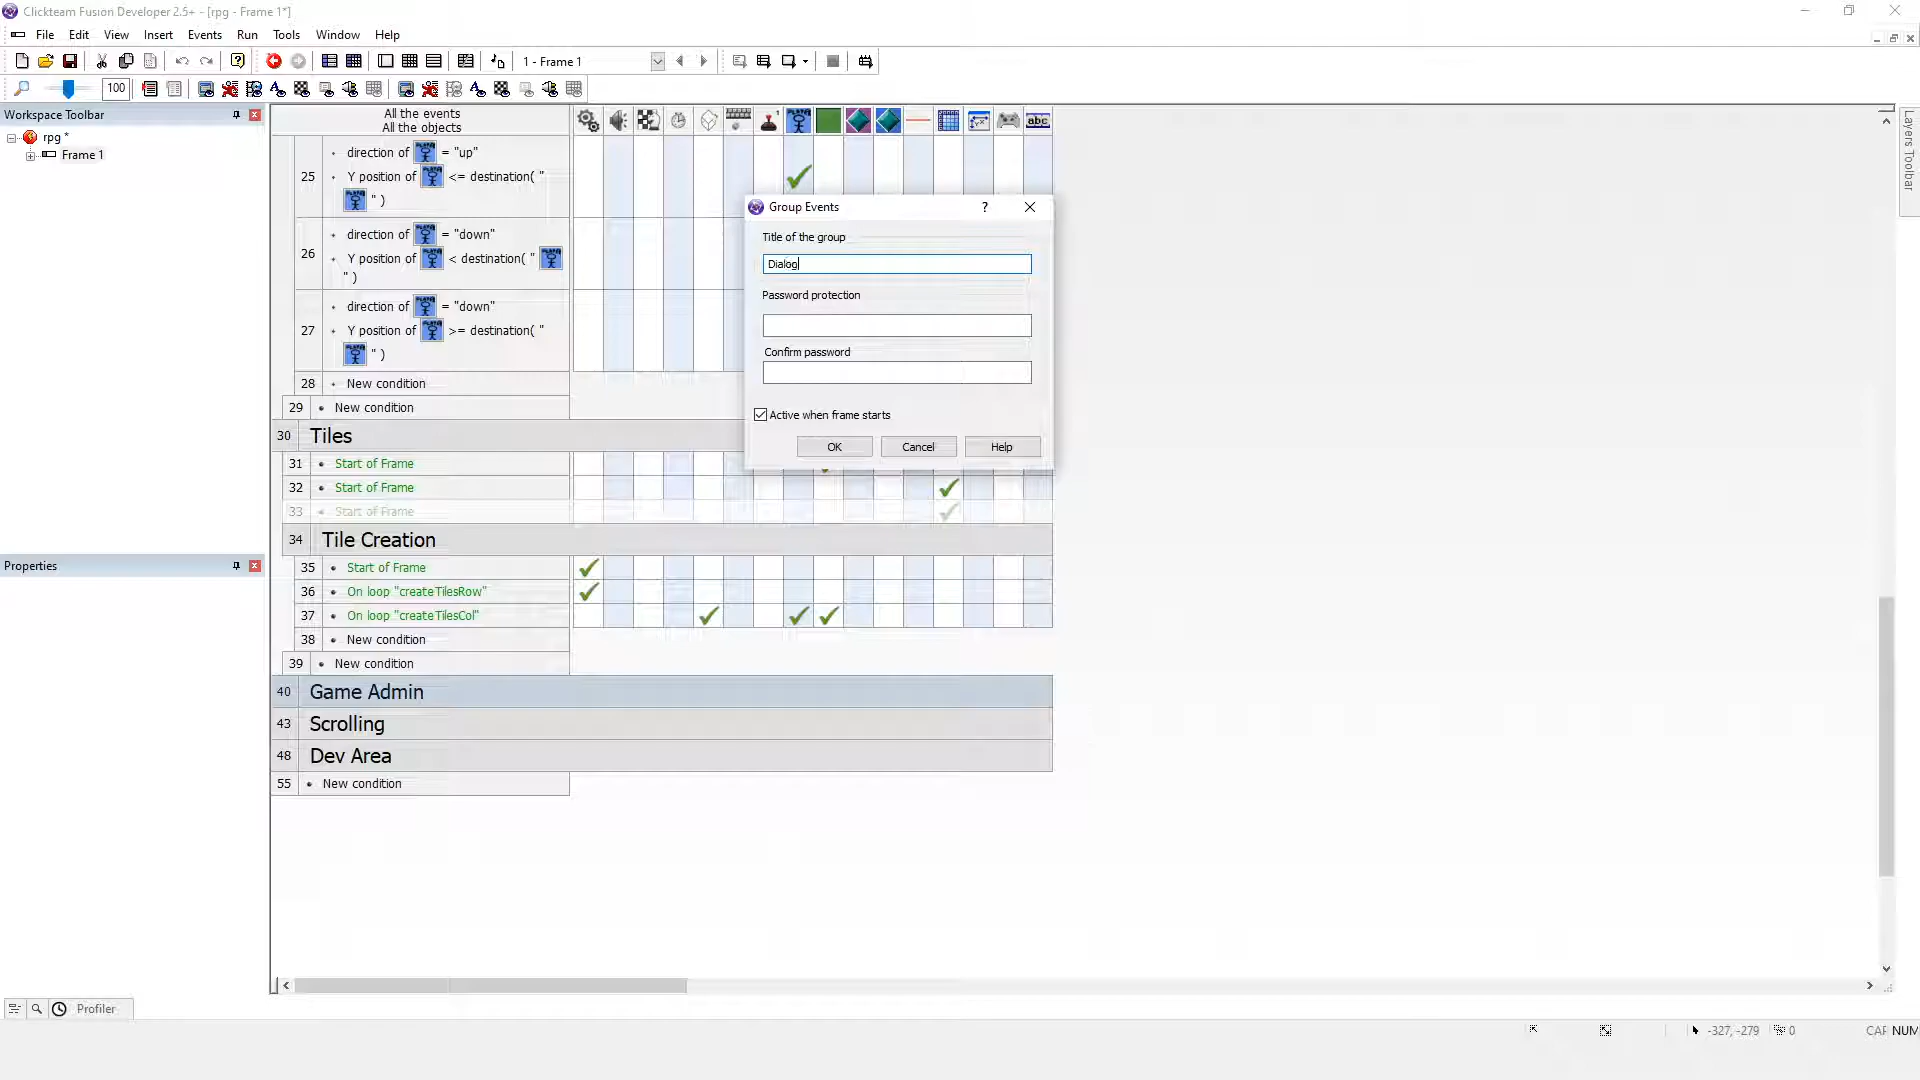 Clickteam Fusion Developer 2.5+ - [rpg - Frame 1*]
File Edit View Insert Events Run Tools Window Help
1 - Frame 1
100
Workspace Toolbar
rpg *
Frame 1
Properties
Layers Toolbar
All the events
All the objects
abc
25
direction of = "up"
Y position of <= destination( "
" )
26
direction of = "down"
Y position of < destination( "
" )
27
direction of = "down"
Y position of >= destination( "
" )
28 New condition
29 New condition
30 Tiles
31 Start of Frame
32 Start of Frame
33 Start of Frame
34 Tile Creation
35 Start of Frame
36 On loop "createTilesRow"
37 On loop "createTilesCol"
38 New condition
39 New condition
40 Game Admin
43 Scrolling
48 Dev Area
55 New condition
Group Events
?
Title of the group
Dialog
Password protection
Confirm password
Active when frame starts
OK Cancel Help
Profiler
-327, -279
0
CAP NUM